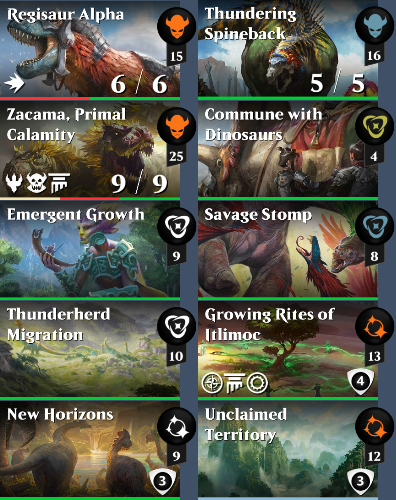 Regisaur Alpha
15
6 / 6
Thundering
Spineback
16
5 / 5
Zacama, Primal
Calamity
25
9 / 9
Commune with
Dinosaurs
4
Emergent Growth
9
Savage Stomp
8
Thunderherd
Migration
10
Growing Rites of
Itlimoc
13
4
New Horizons
9
3
Unclaimed
Territory
12
3